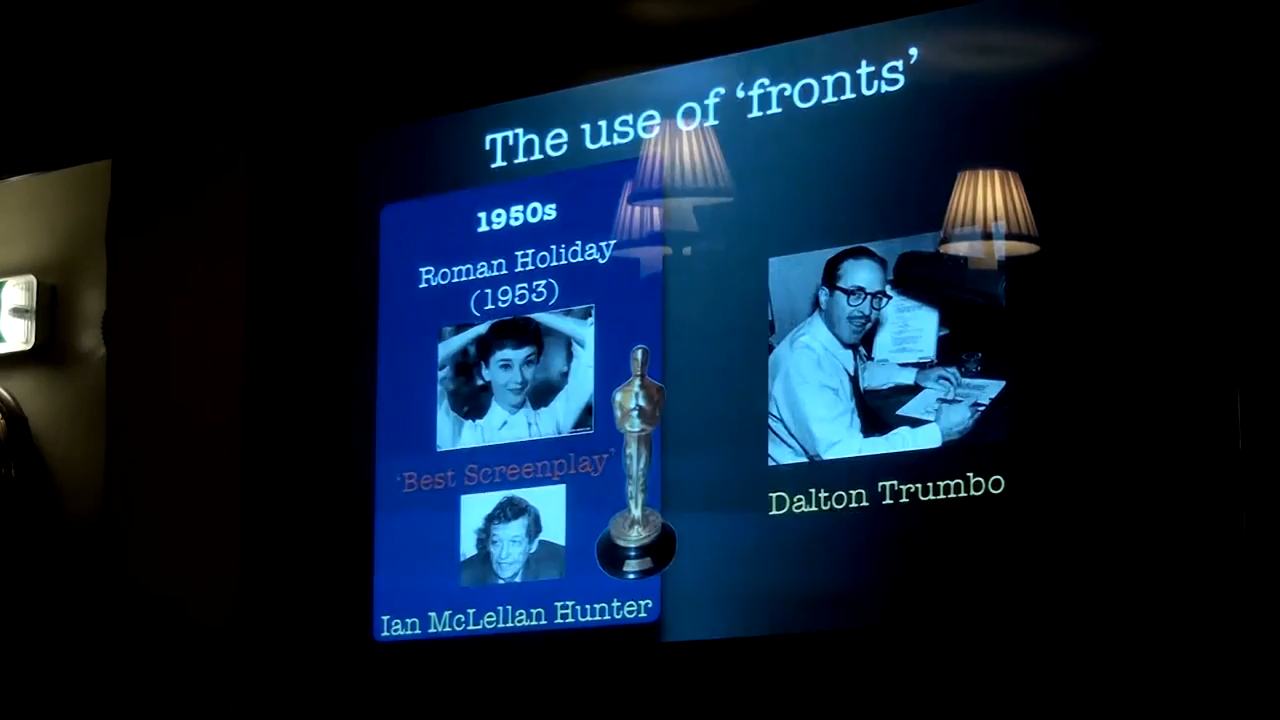 The use of ‘fronts’
1950s
Roman Holiday
(1953)
‘Best Screenplay’
Ian McLellan Hunter
Dalton Trumbo